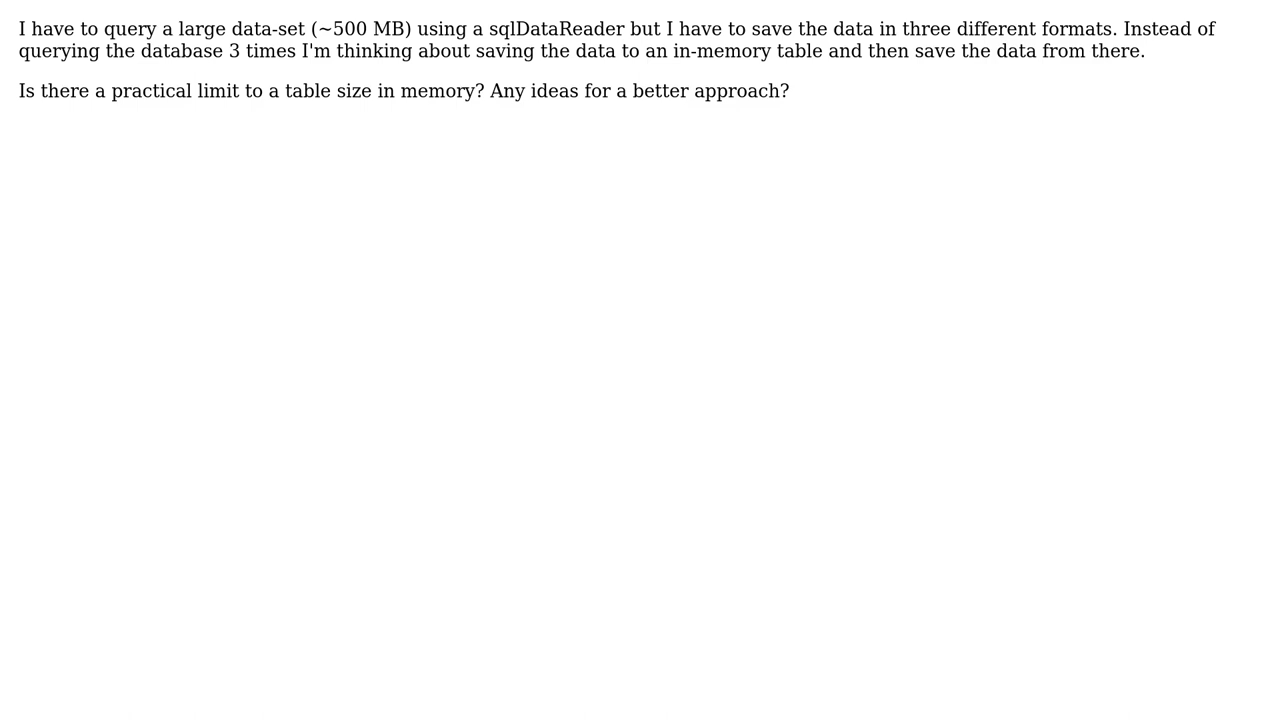 I have to query a large data-set (~500 MB) using a sqlDataReader but I have to save the data in three different formats. Instead of
querying the database 3 times I'm thinking about saving the data to an in-memory table and then save the data from there.
Is there a practical limit to a table size in memory? Any ideas for a better approach?